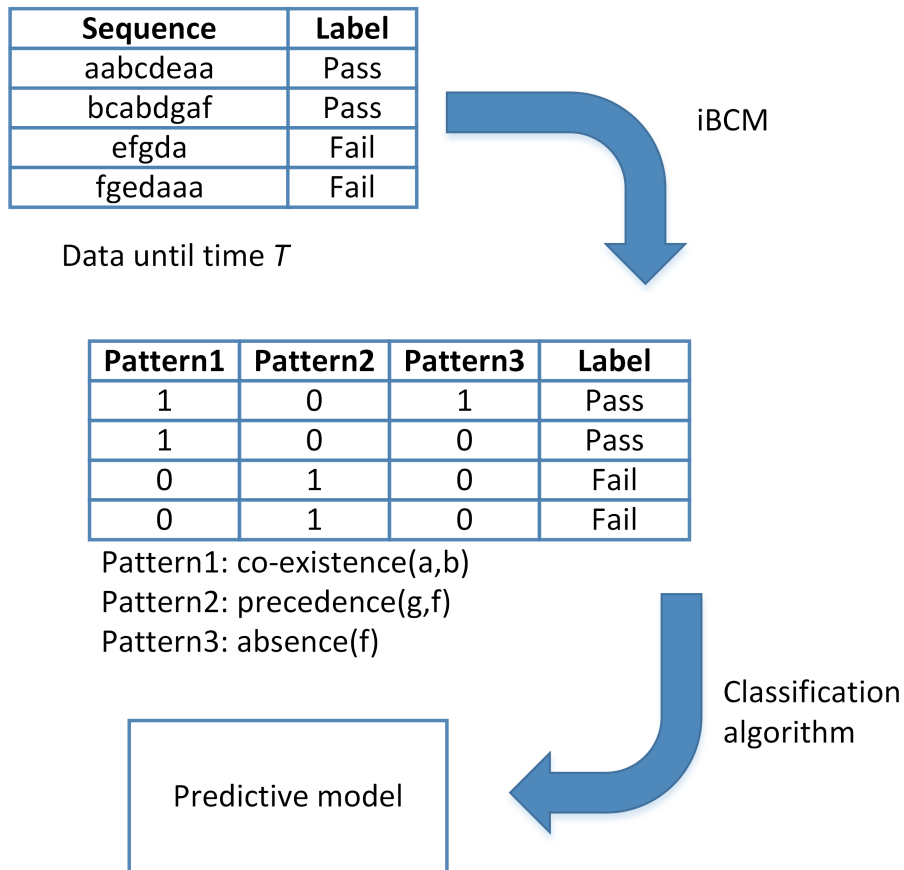 Sequence Label
aabcdeaa Pass
bcabdgaf Pass
efgda Fail
fgedaaa Fail
iBCM
Data until time T
Pattern1 Pattern2 Pattern3 Label
1 0 1 Pass
1 0 0 Pass
0 1 0 Fail
0 1 0 Fail
Pattern1: co-existence(a,b)
Pattern2: precedence(g,f)
Pattern3: absence(f)
Classification
algorithm
Predictive model